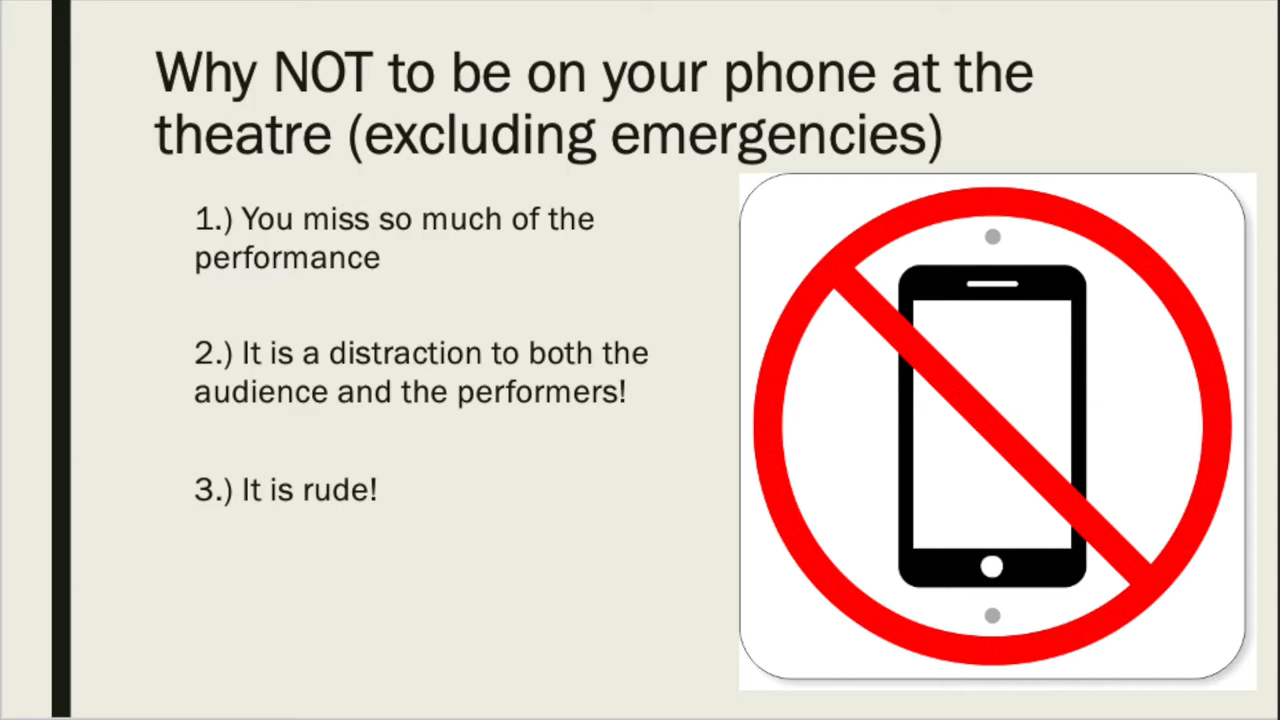 Why NOT to be on your phone at the
theatre (excluding emergencies)
1.) You miss so much of the
performance
2.) It is a distraction to both the
audience and the performers!
3.) It is rude!